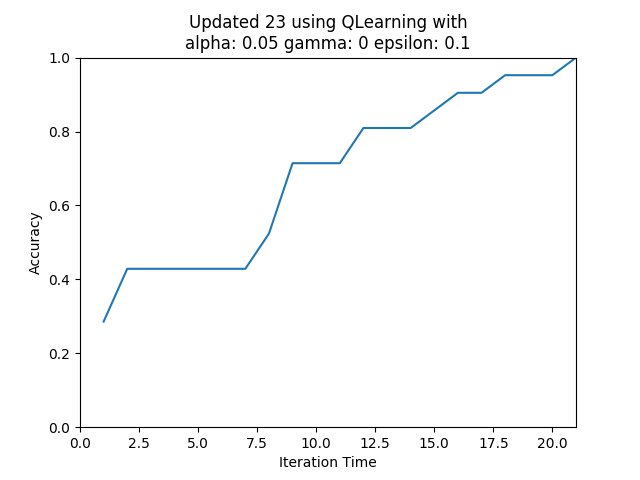 Updated 23 using QLearning with
alpha: 0.05 gamma: 0 epsilon: 0.1
1.0
0.8
0.6
0.4
0.2
0.0
Accuracy
0.0 2.5 5.0 7.5 10.0 12.5 15.0 17.5 20.0
Iteration Time